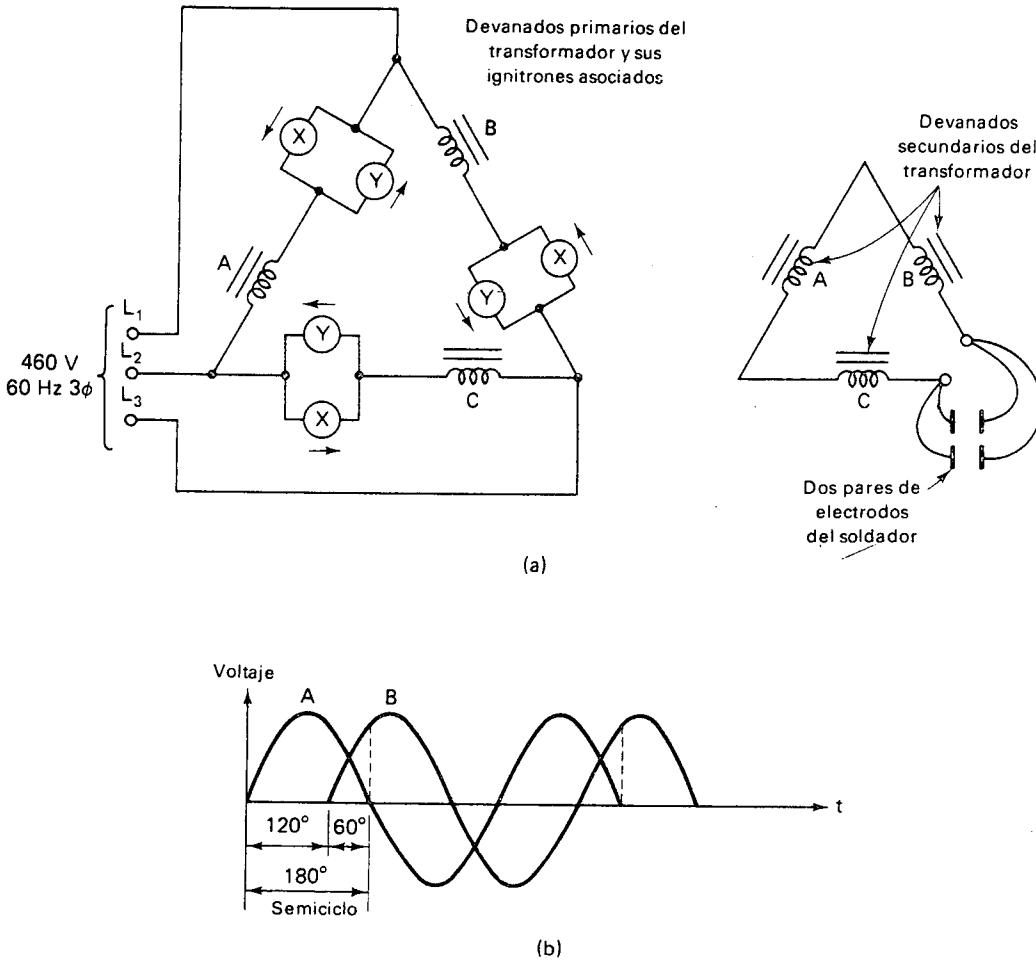 Devanados primarios del
transformador y sus
ignitrones asociados
X
Y
B
A
X
Y
L₁
L₂
L₃
460 V
60 Hz 3ϕ
Y
X
C
Devanados
secundarios del
transformador
A
B
C
Dos pares de
electrodos
del soldador
(a)
Voltaje
A
B
t
120°
60°
180°
Semiciclo
(b)